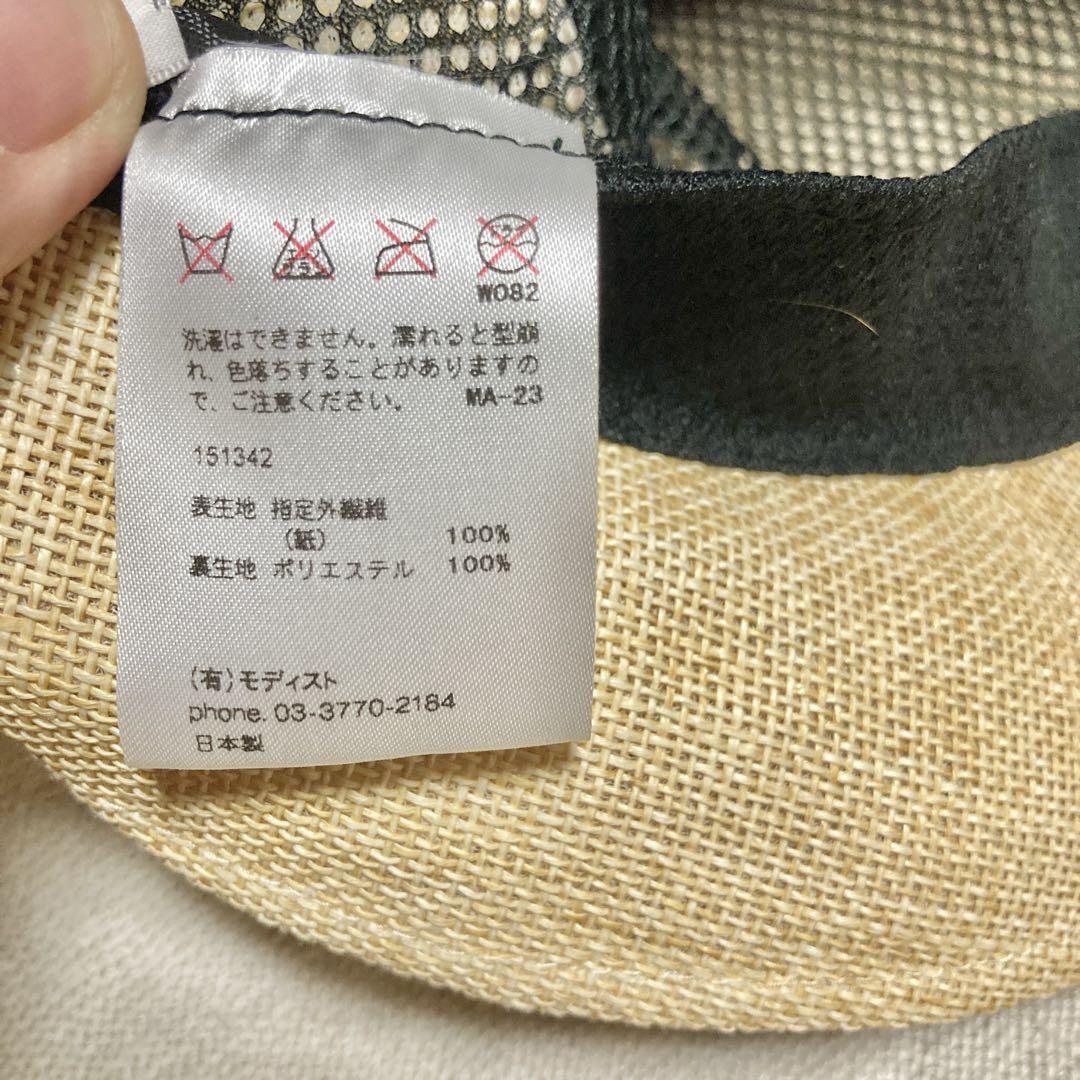 W082
洗濯はできません。濡れると型崩
れ、色落ちすることがありますの
で、ご注意ください。 MA-23
151342
表生地 指定外繊維
(紙) 100%
裏生地 ポリエステル 100%
(有)モディスト
phone. 03-3770-2184
日本製